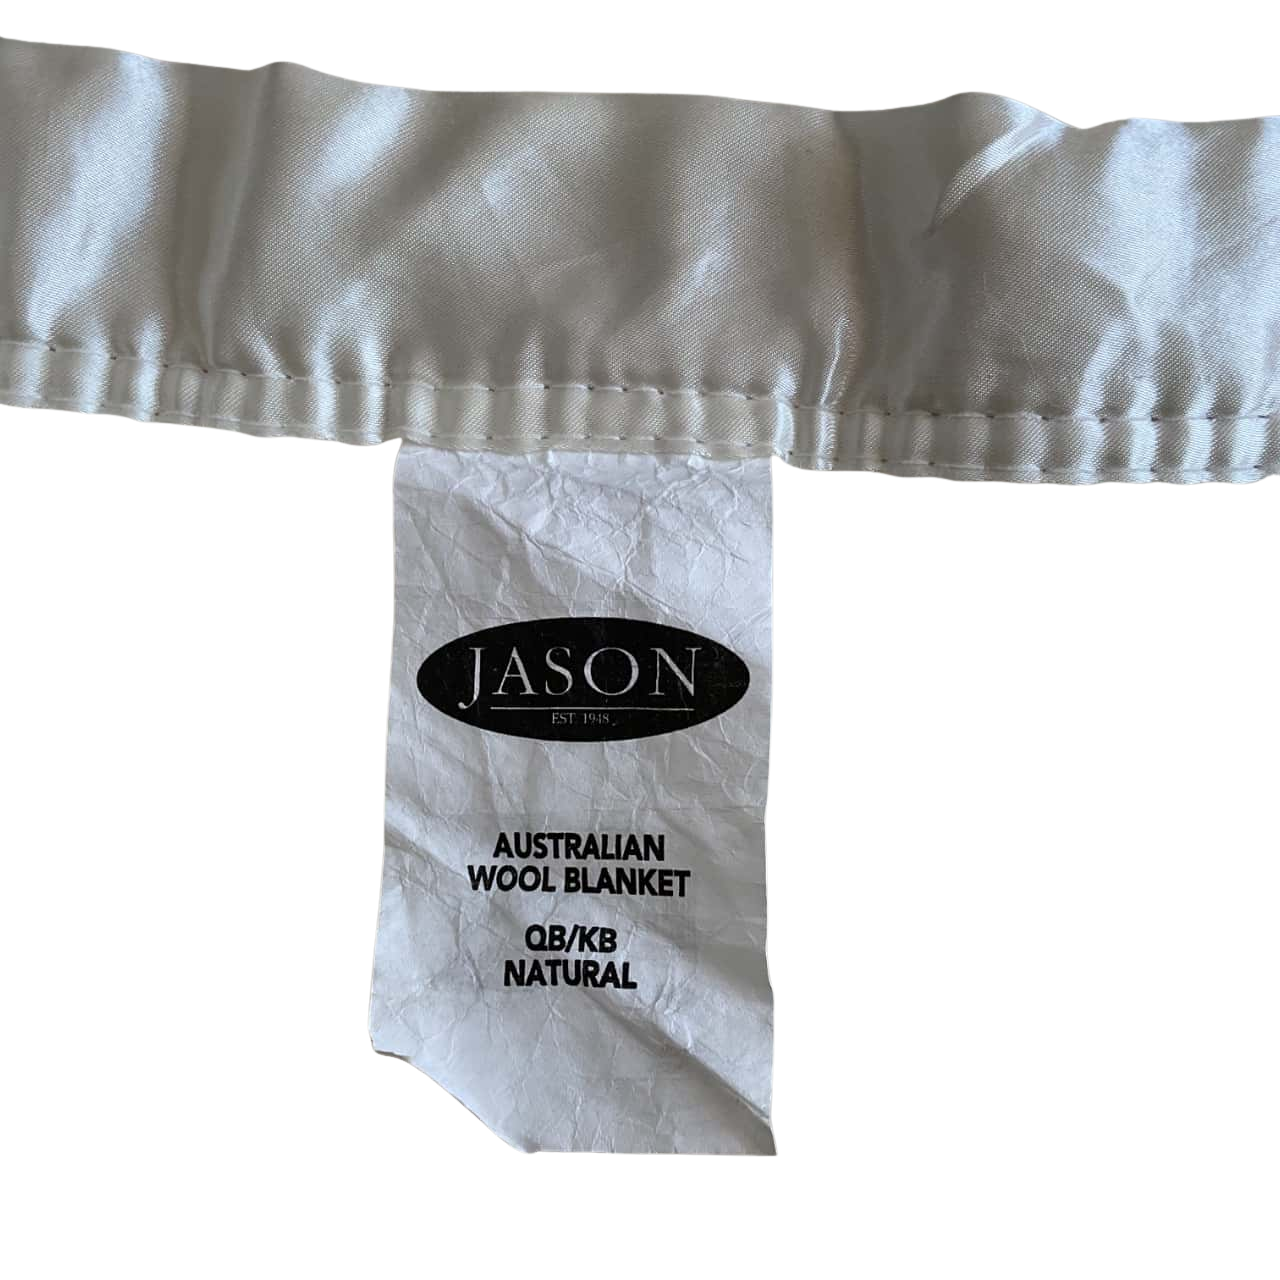 JASON
EST. 1948
AUSTRALIAN
WOOL BLANKET
QB/KB
NATURAL